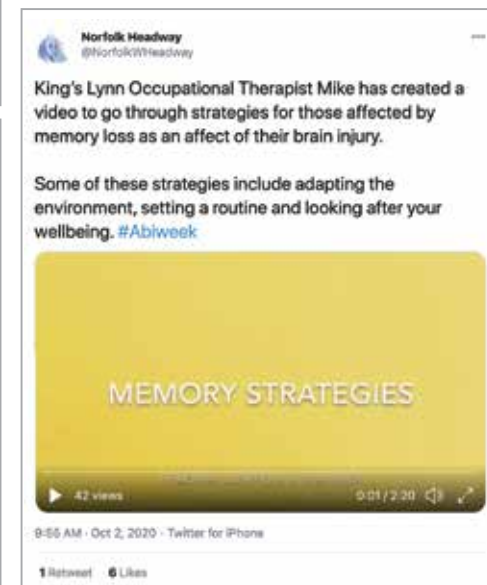 Norfolk Headway
@NorfolkWHeadway
King's Lynn Occupational Therapist Mike has created a
video to go through strategies for those affected by
memory loss as an affect of their brain injury.
Some of these strategies include adapting the
environment, setting a routine and looking after your
wellbeing. #Abiweek
MEMORY STRATEGIES
42 views 0:01 / 2:20
9:55 AM · Oct 2, 2020 · Twitter for iPhone
1 Retweet 6 Likes